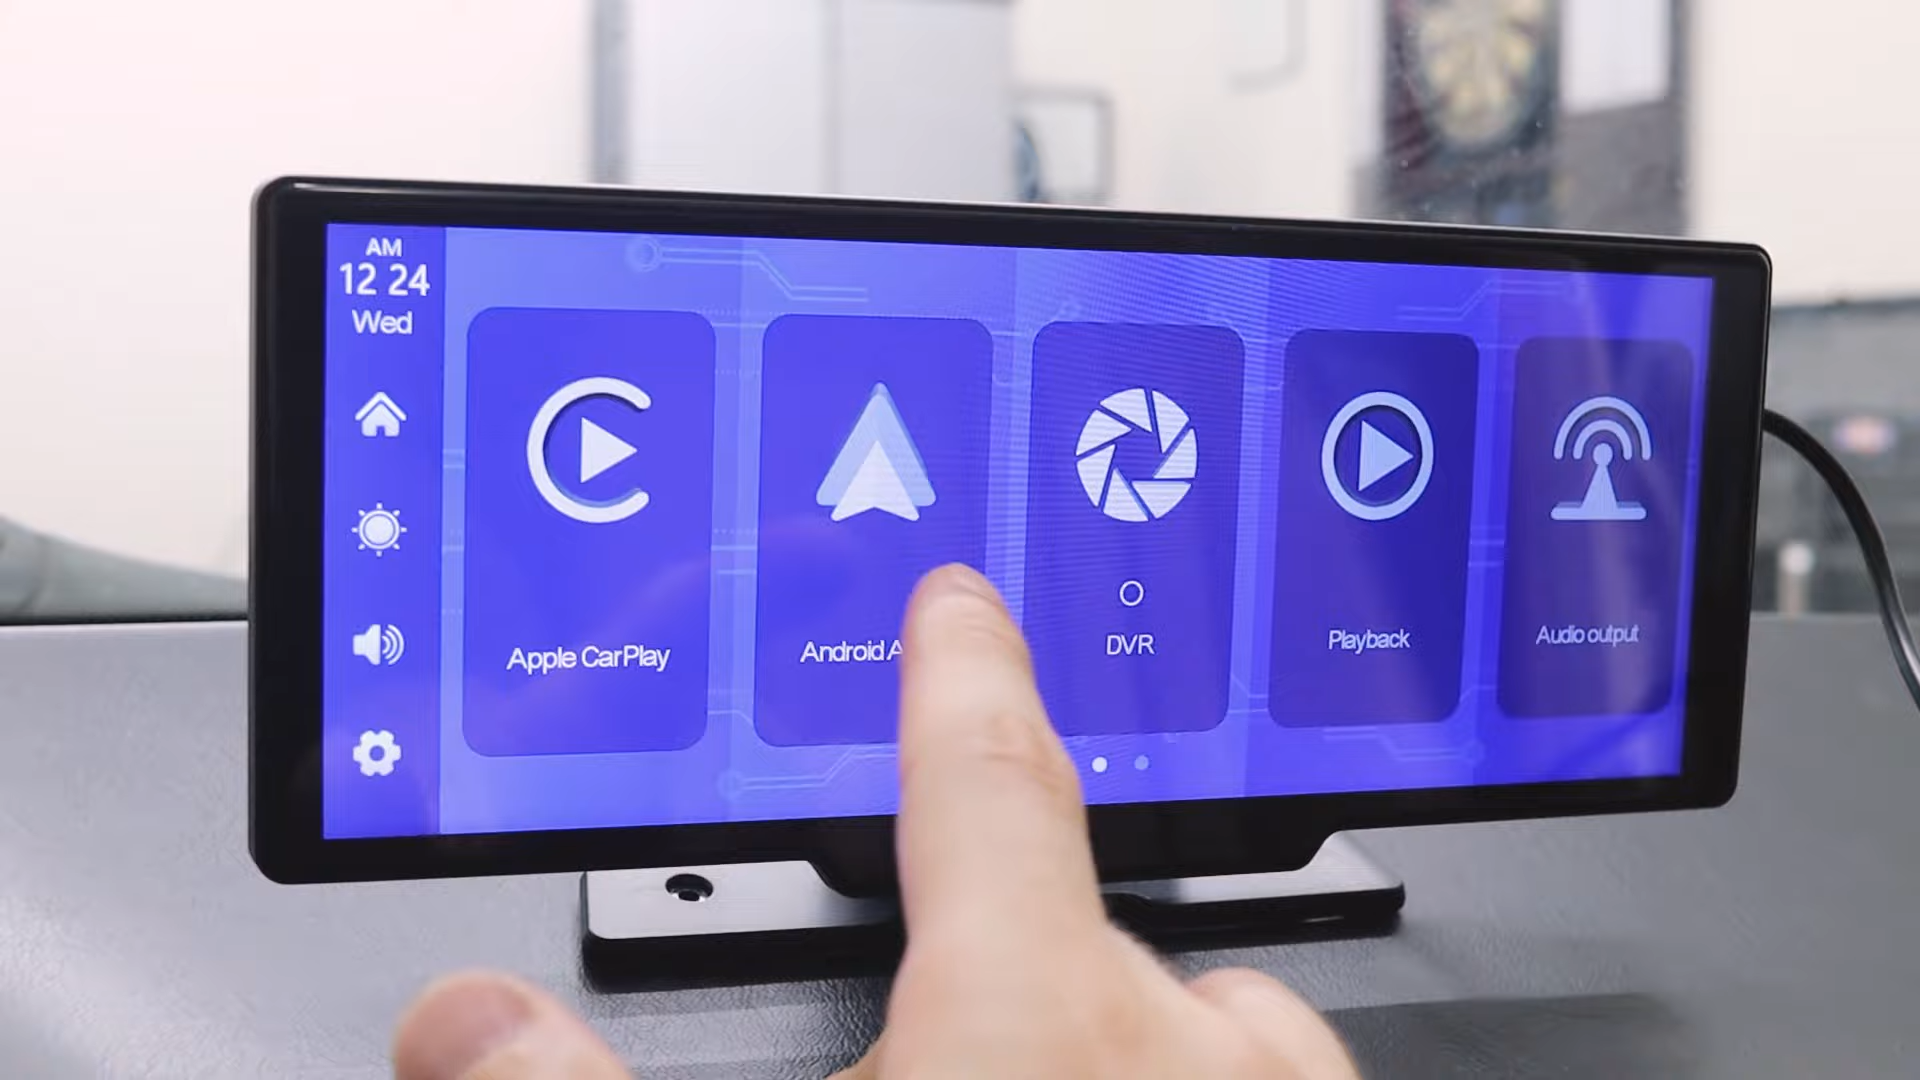 AM
12 24
Wed
Apple CarPlay
Android A
DVR
Playback
Audio output